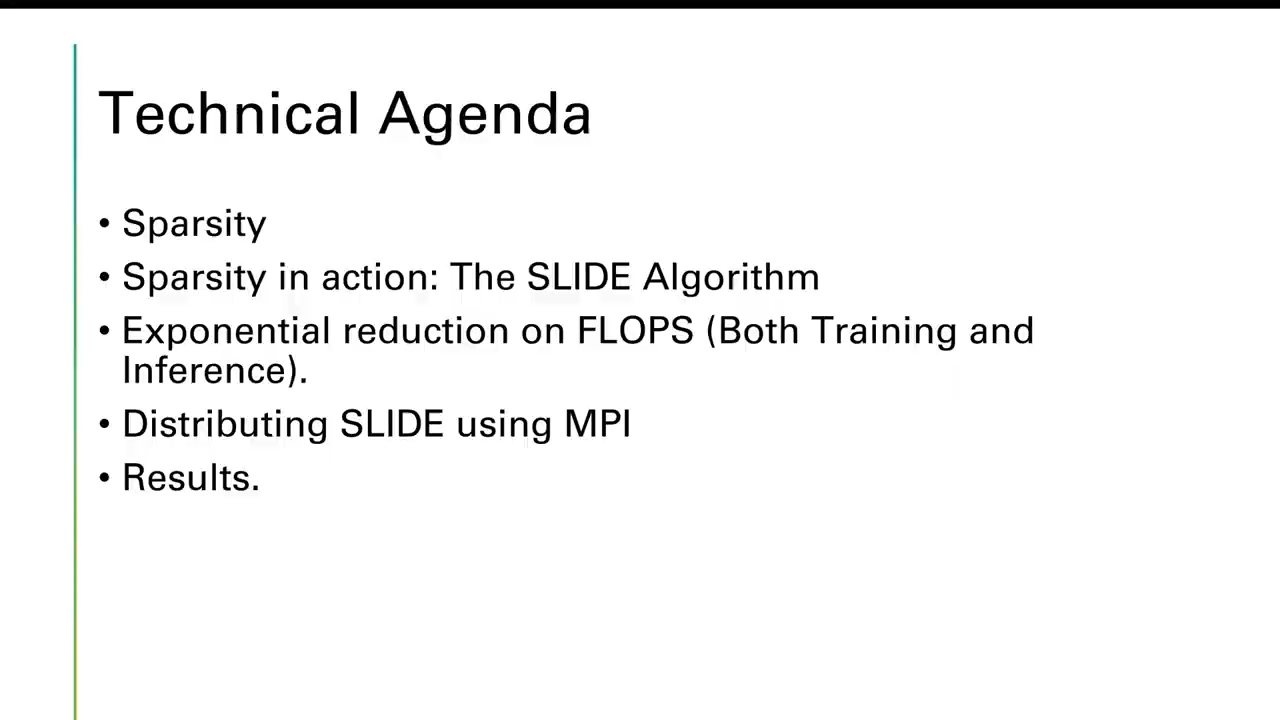 Technical Agenda
• Sparsity
• Sparsity in action: The SLIDE Algorithm
• Exponential reduction on FLOPS (Both Training and
Inference).
• Distributing SLIDE using MPI
• Results.